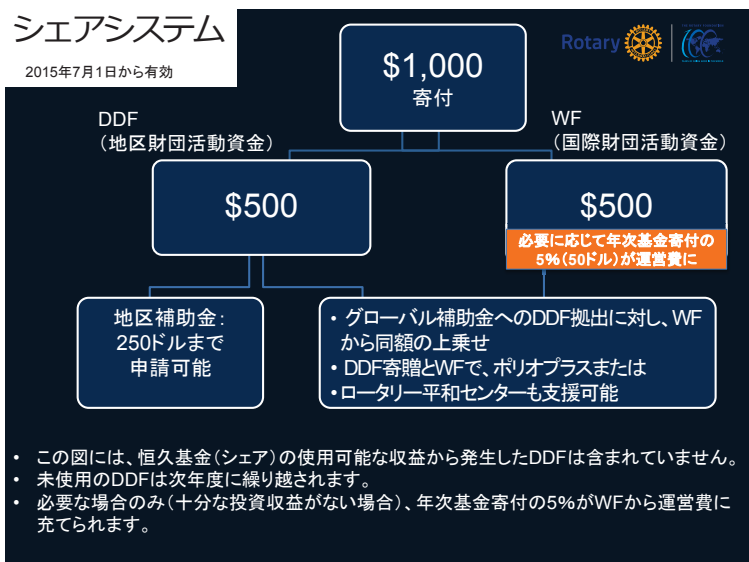 シェアシステム
2015年7月1日から有効
$1,000
寄付
Rotary
DDF
（地区財団活動資金）
WF
（国際財団活動資金）
$500
$500
必要に応じて年次基金寄付の
5%（50ドル）が運営費に
地区補助金：
250ドルまで
申請可能
• グローバル補助金へのDDF拠出に対し、WF
から同額の上乗せ
• DDF寄贈とWFで、ポリオプラスまたは
• ロータリー平和センターも支援可能
• この図には、恒久基金（シェア）の使用可能な収益から発生したDDFは含まれていません。
• 未使用のDDFは次年度に繰り越されます。
• 必要な場合のみ（十分な投資収益がない場合）、年次基金寄付の5%がWFから運営費に
充てられます。